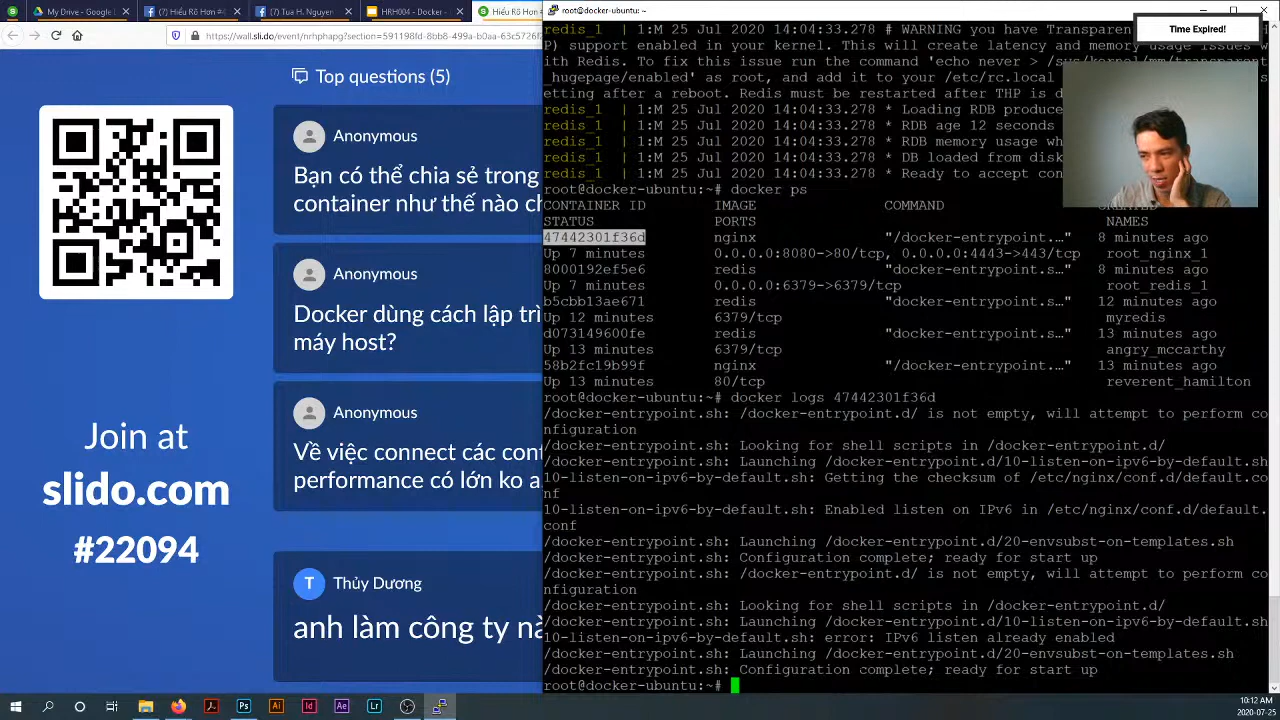 My Drive - Goog
Hiểu Rõ Hơn #
Tua H. Nguyen
HRH004 - Docker -
Hiểu Rõ Hơn #
https://wall.sli.do/event/nrhphapg?section=591198fd-8bb8-499a-b0aa-63c5726
root@docker-ubuntu: ~
Time Expired!
Top questions (5)
Anonymous
Bạn có thể chia sẻ trong
container như thế nào
Anonymous
Docker dùng cách lập
máy host?
Anonymous
Về việc connect các
performance có lớn ko
T
Thùy Dương
anh làm công ty
Join at
slido.com
#22094
redis_1 | 1:M 25 Jul 2020 14:04:33.278 # WARNING you have Transparen
P) support enabled in your kernel. This will create latency and memory usage issues w
ith Redis. To fix this issue run the command 'echo never > /sys/kernel/mm/transparent
_hugepage/enabled' as root, and add it to your /etc/rc.local
etting after a reboot. Redis must be restarted after THP is d
redis_1 | 1:M 25 Jul 2020 14:04:33.278 * Loading RDB produce
redis_1 | 1:M 25 Jul 2020 14:04:33.278 * RDB age 12 seconds
redis_1 | 1:M 25 Jul 2020 14:04:33.278 * RDB memory usage wh
redis_1 | 1:M 25 Jul 2020 14:04:33.278 * DB loaded from disk
redis_1 | 1:M 25 Jul 2020 14:04:33.278 * Ready to accept con
root@docker-ubuntu:~# docker ps
CONTAINER ID IMAGE COMMAND CREATED
STATUS PORTS NAMES
47442301f36d nginx "/docker-entrypoint.…" 8 minutes ago
Up 7 minutes 0.0.0.0:8080->80/tcp, 0.0.0.0:4443->443/tcp root_nginx_1
8000192ef5e6 redis "docker-entrypoint.s…" 8 minutes ago
Up 7 minutes 0.0.0.0:6379->6379/tcp root_redis_1
b5cbb13ae671 redis "docker-entrypoint.s…" 12 minutes ago
Up 12 minutes 6379/tcp myredis
d073149600fe redis "docker-entrypoint.s…" 13 minutes ago
Up 13 minutes 6379/tcp angry_mccarthy
58b2fc19b99f nginx "/docker-entrypoint.…" 13 minutes ago
Up 13 minutes 80/tcp reverent_hamilton
root@docker-ubuntu:~# docker logs 47442301f36d
/docker-entrypoint.sh: /docker-entrypoint.d/ is not empty, will attempt to perform co
nfiguration
/docker-entrypoint.sh: Looking for shell scripts in /docker-entrypoint.d/
/docker-entrypoint.sh: Launching /docker-entrypoint.d/10-listen-on-ipv6-by-default.sh
10-listen-on-ipv6-by-default.sh: Getting the checksum of /etc/nginx/conf.d/default.co
nf
10-listen-on-ipv6-by-default.sh: Enabled listen on IPv6 in /etc/nginx/conf.d/default.
conf
/docker-entrypoint.sh: Launching /docker-entrypoint.d/20-envsubst-on-templates.sh
/docker-entrypoint.sh: Configuration complete; ready for start up
/docker-entrypoint.sh: /docker-entrypoint.d/ is not empty, will attempt to perform co
nfiguration
/docker-entrypoint.sh: Looking for shell scripts in /docker-entrypoint.d/
/docker-entrypoint.sh: Launching /docker-entrypoint.d/10-listen-on-ipv6-by-default.sh
10-listen-on-ipv6-by-default.sh: error: IPv6 listen already enabled
/docker-entrypoint.sh: Launching /docker-entrypoint.d/20-envsubst-on-templates.sh
/docker-entrypoint.sh: Configuration complete; ready for start up
root@docker-ubuntu:~#
Ps
Ai
Id
Ae
Lr
10:12 AM
2020-07-25